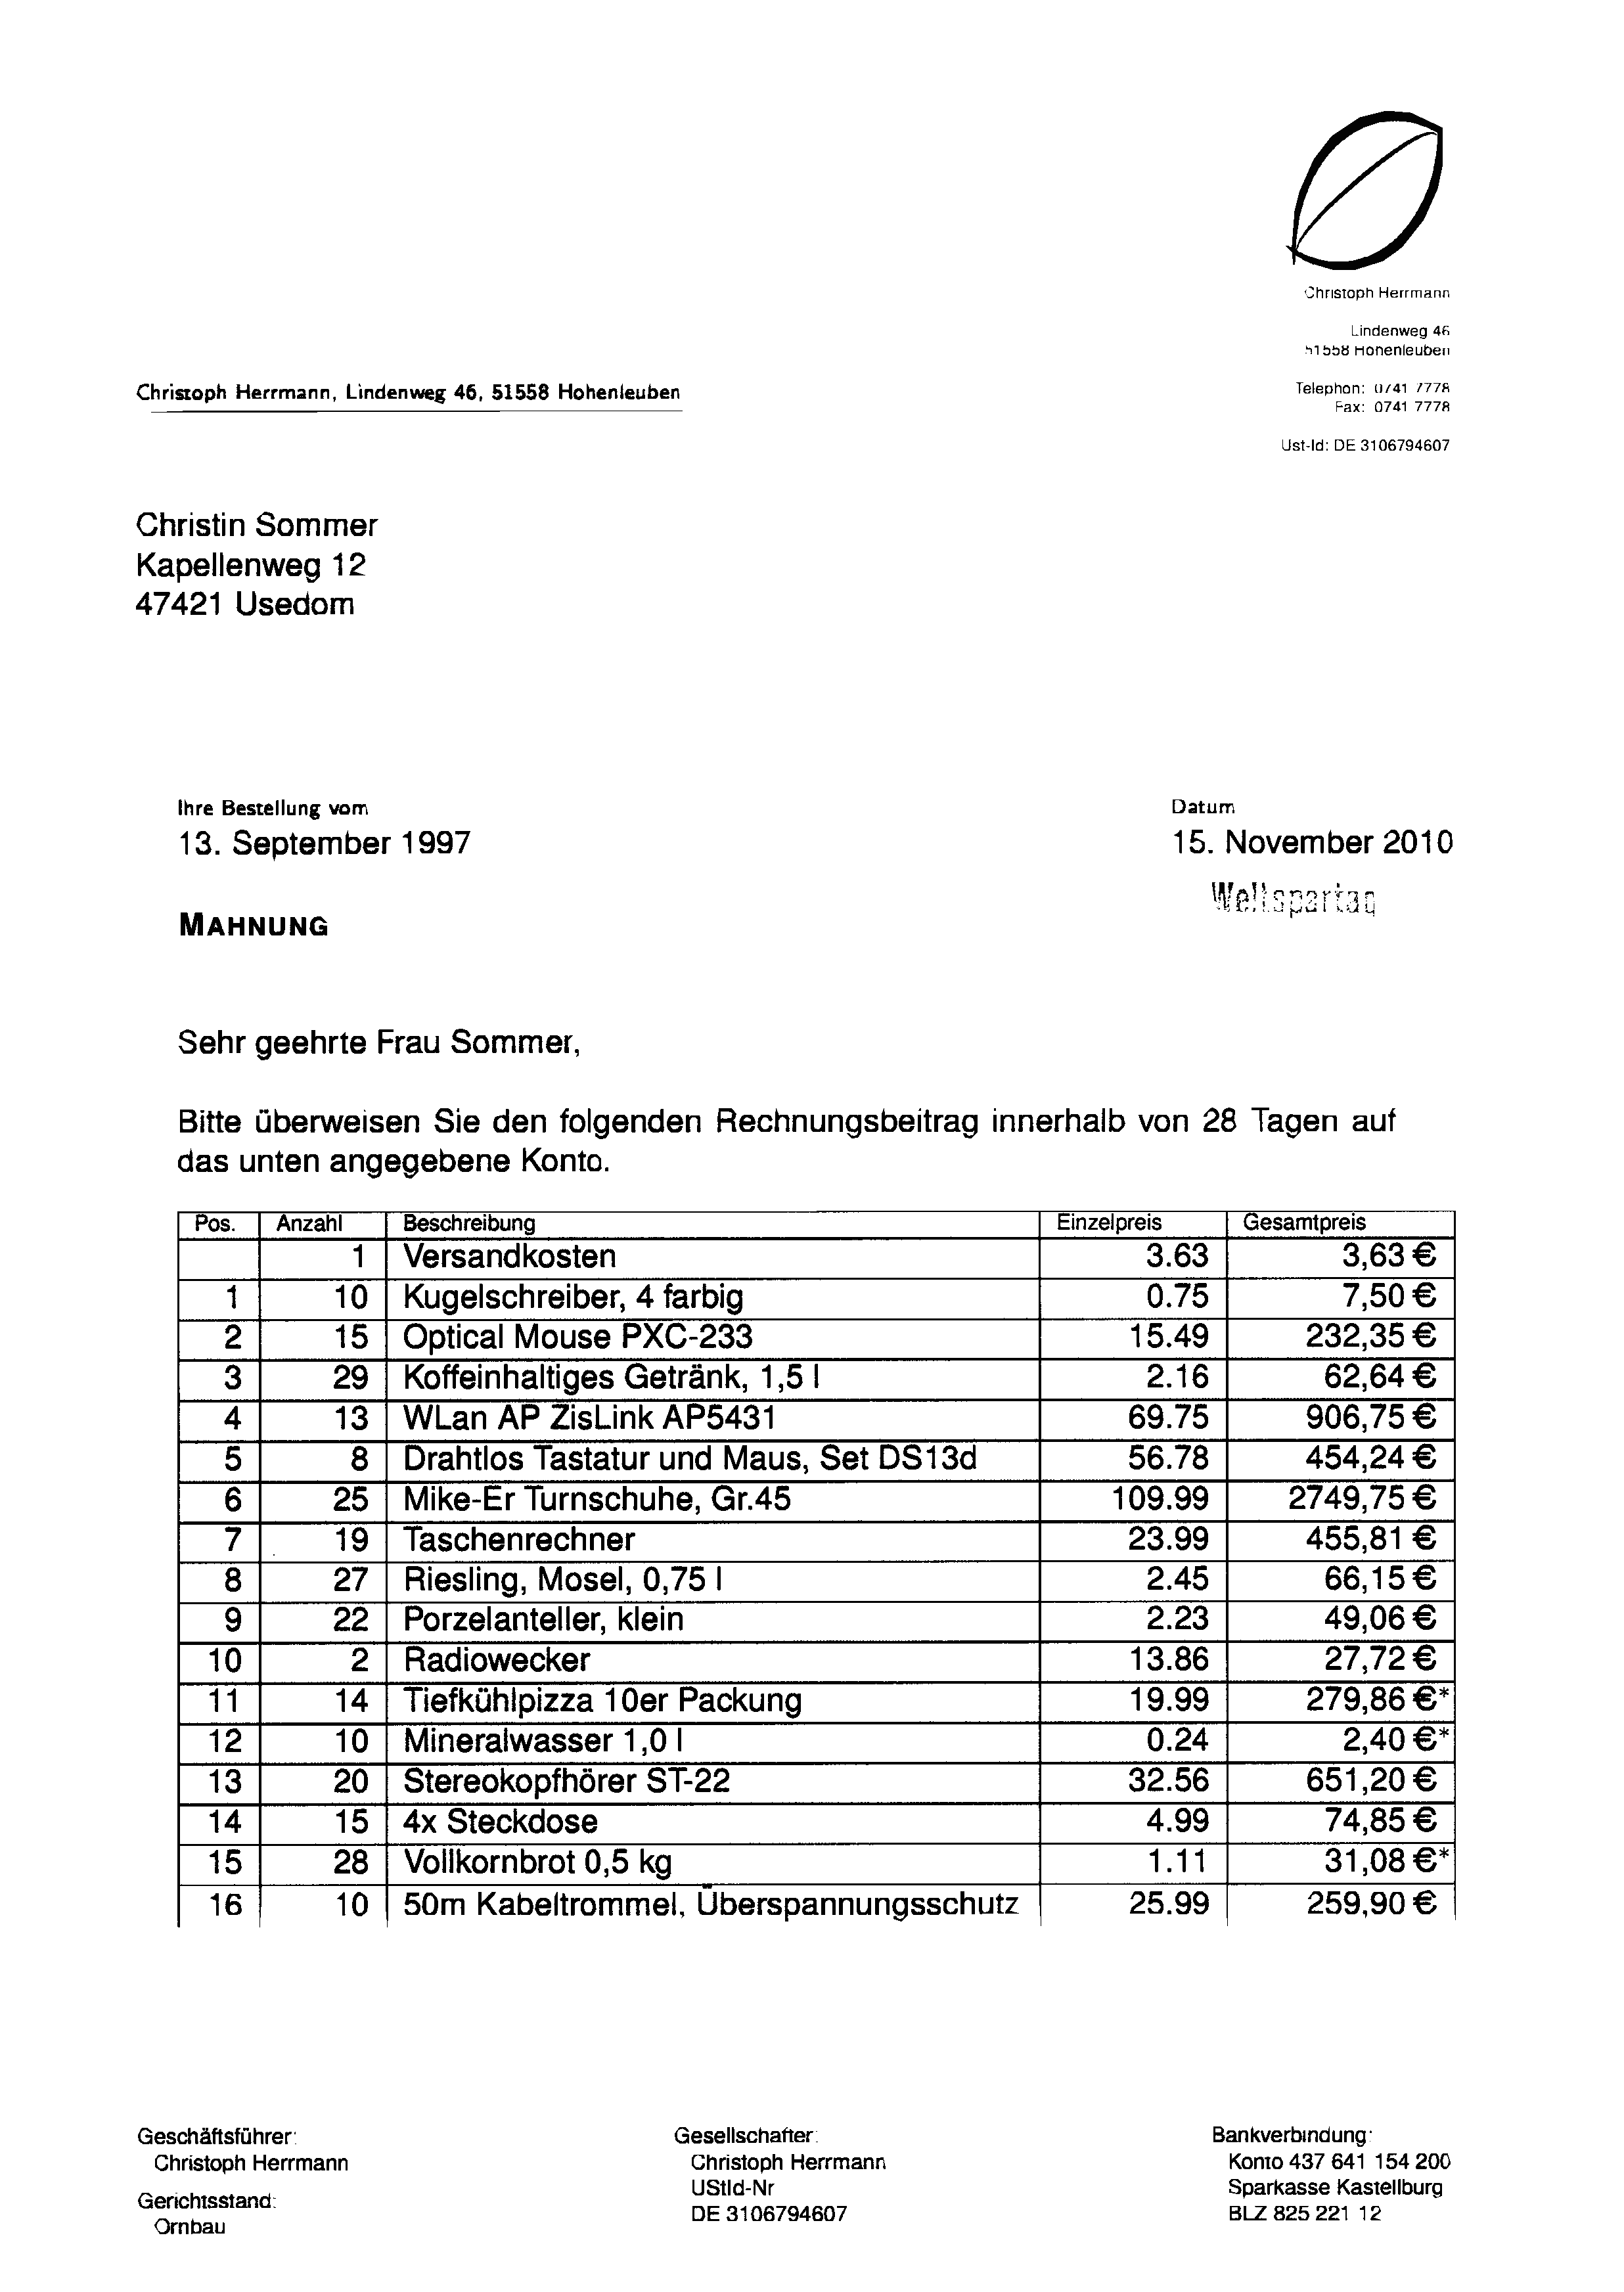 Christoph Herrmann
Lindenweg 46
51558 Hohenleuben
Christoph Herrmann, Lindenweg 46, 51558 Hohenleuben
Telephon: 0741 7778
Fax: 0741 7778
Ust-Id: DE 3106794607
Christin Sommer
Kapellenweg 12
47421 Usedom
Ihre Bestellung vom Datum
13. September 1997 15. November 2010
Weltspartag
MAHNUNG
Sehr geehrte Frau Sommer,
Bitte überweisen Sie den folgenden Rechnungsbeitrag innerhalb von 28 Tagen auf
das unten angegebene Konto.
Pos. Anzahl Beschreibung Einzelpreis Gesamtpreis
1 Versandkosten 3.63 3,63 €
1 10 Kugelschreiber, 4 farbig 0.75 7,50 €
2 15 Optical Mouse PXC-233 15.49 232,35 €
3 29 Koffeinhaltiges Getränk, 1,5 l 2.16 62,64 €
4 13 WLan AP ZisLink AP5431 69.75 906,75 €
5 8 Drahtlos Tastatur und Maus, Set DS13d 56.78 454,24 €
6 25 Mike-Er Turnschuhe, Gr.45 109.99 2749,75 €
7 19 Taschenrechner 23.99 455,81 €
8 27 Riesling, Mosel, 0,75 l 2.45 66,15 €
9 22 Porzelanteller, klein 2.23 49,06 €
10 2 Radiowecker 13.86 27,72 €
11 14 Tiefkühlpizza 10er Packung 19.99 279,86 €*
12 10 Mineralwasser 1,0 l 0.24 2,40 €*
13 20 Stereokopfhörer ST-22 32.56 651,20 €
14 15 4x Steckdose 4.99 74,85 €
15 28 Vollkornbrot 0,5 kg 1.11 31,08 €*
16 10 50m Kabeltrommel, Überspannungsschutz 25.99 259,90 €
Geschäftsführer:
Christoph Herrmann
Gerichtsstand:
Ornbau
Gesellschafter:
Christoph Herrmann
UStId-Nr
DE 3106794607
Bankverbindung:
Konto 437 641 154 200
Sparkasse Kastellburg
BLZ 825 221 12